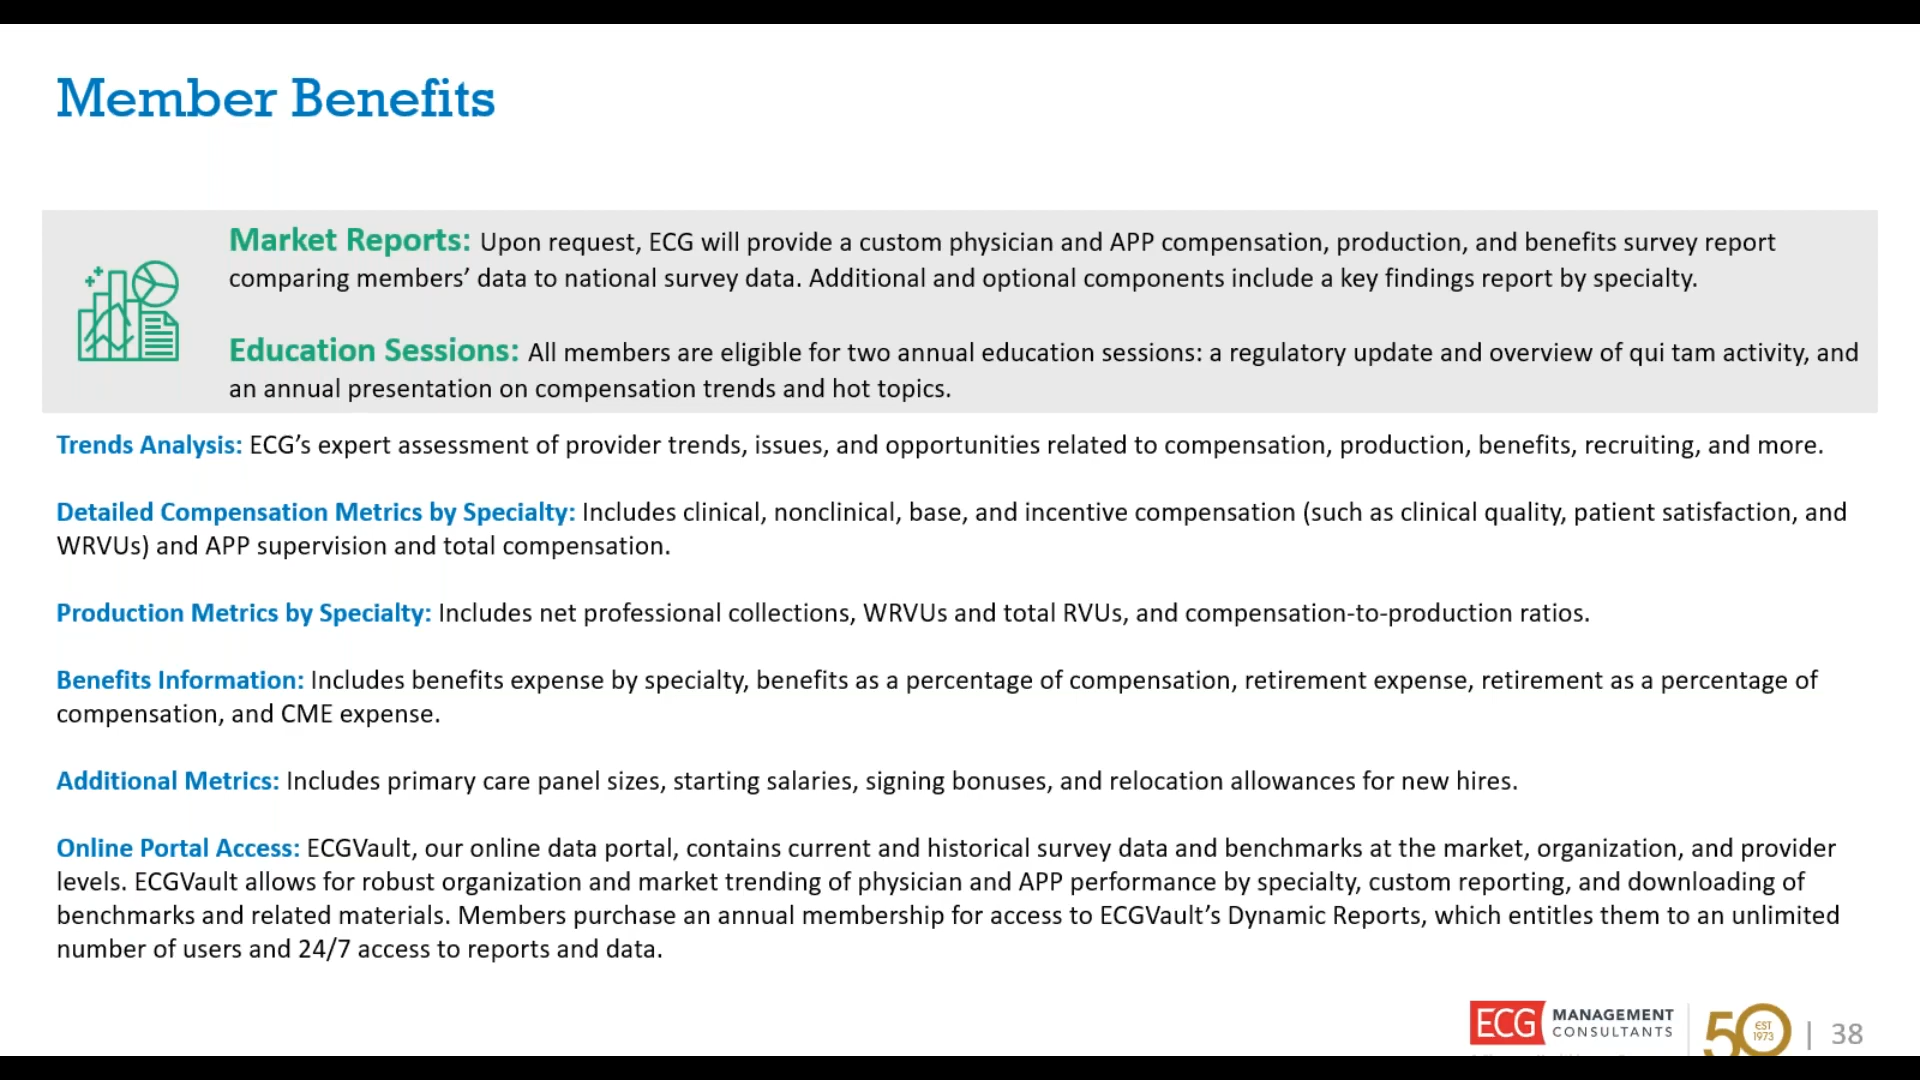 Member Benefits
Market Reports: Upon request, ECG will provide a custom physician and APP compensation, production, and benefits survey report
comparing members’ data to national survey data. Additional and optional components include a key findings report by specialty.
Education Sessions: All members are eligible for two annual education sessions: a regulatory update and overview of qui tam activity, and
an annual presentation on compensation trends and hot topics.
Trends Analysis: ECG’s expert assessment of provider trends, issues, and opportunities related to compensation, production, benefits, recruiting, and more.
Detailed Compensation Metrics by Specialty: Includes clinical, nonclinical, base, and incentive compensation (such as clinical quality, patient satisfaction, and
WRVUs) and APP supervision and total compensation.
Production Metrics by Specialty: Includes net professional collections, WRVUs and total RVUs, and compensation-to-production ratios.
Benefits Information: Includes benefits expense by specialty, benefits as a percentage of compensation, retirement expense, retirement as a percentage of
compensation, and CME expense.
Additional Metrics: Includes primary care panel sizes, starting salaries, signing bonuses, and relocation allowances for new hires.
Online Portal Access: ECGVault, our online data portal, contains current and historical survey data and benchmarks at the market, organization, and provider
levels. ECGVault allows for robust organization and market trending of physician and APP performance by specialty, custom reporting, and downloading of
benchmarks and related materials. Members purchase an annual membership for access to ECGVault’s Dynamic Reports, which entitles them to an unlimited
number of users and 24/7 access to reports and data.
ECG MANAGEMENT
CONSULTANTS
50 EST
1973
| 38